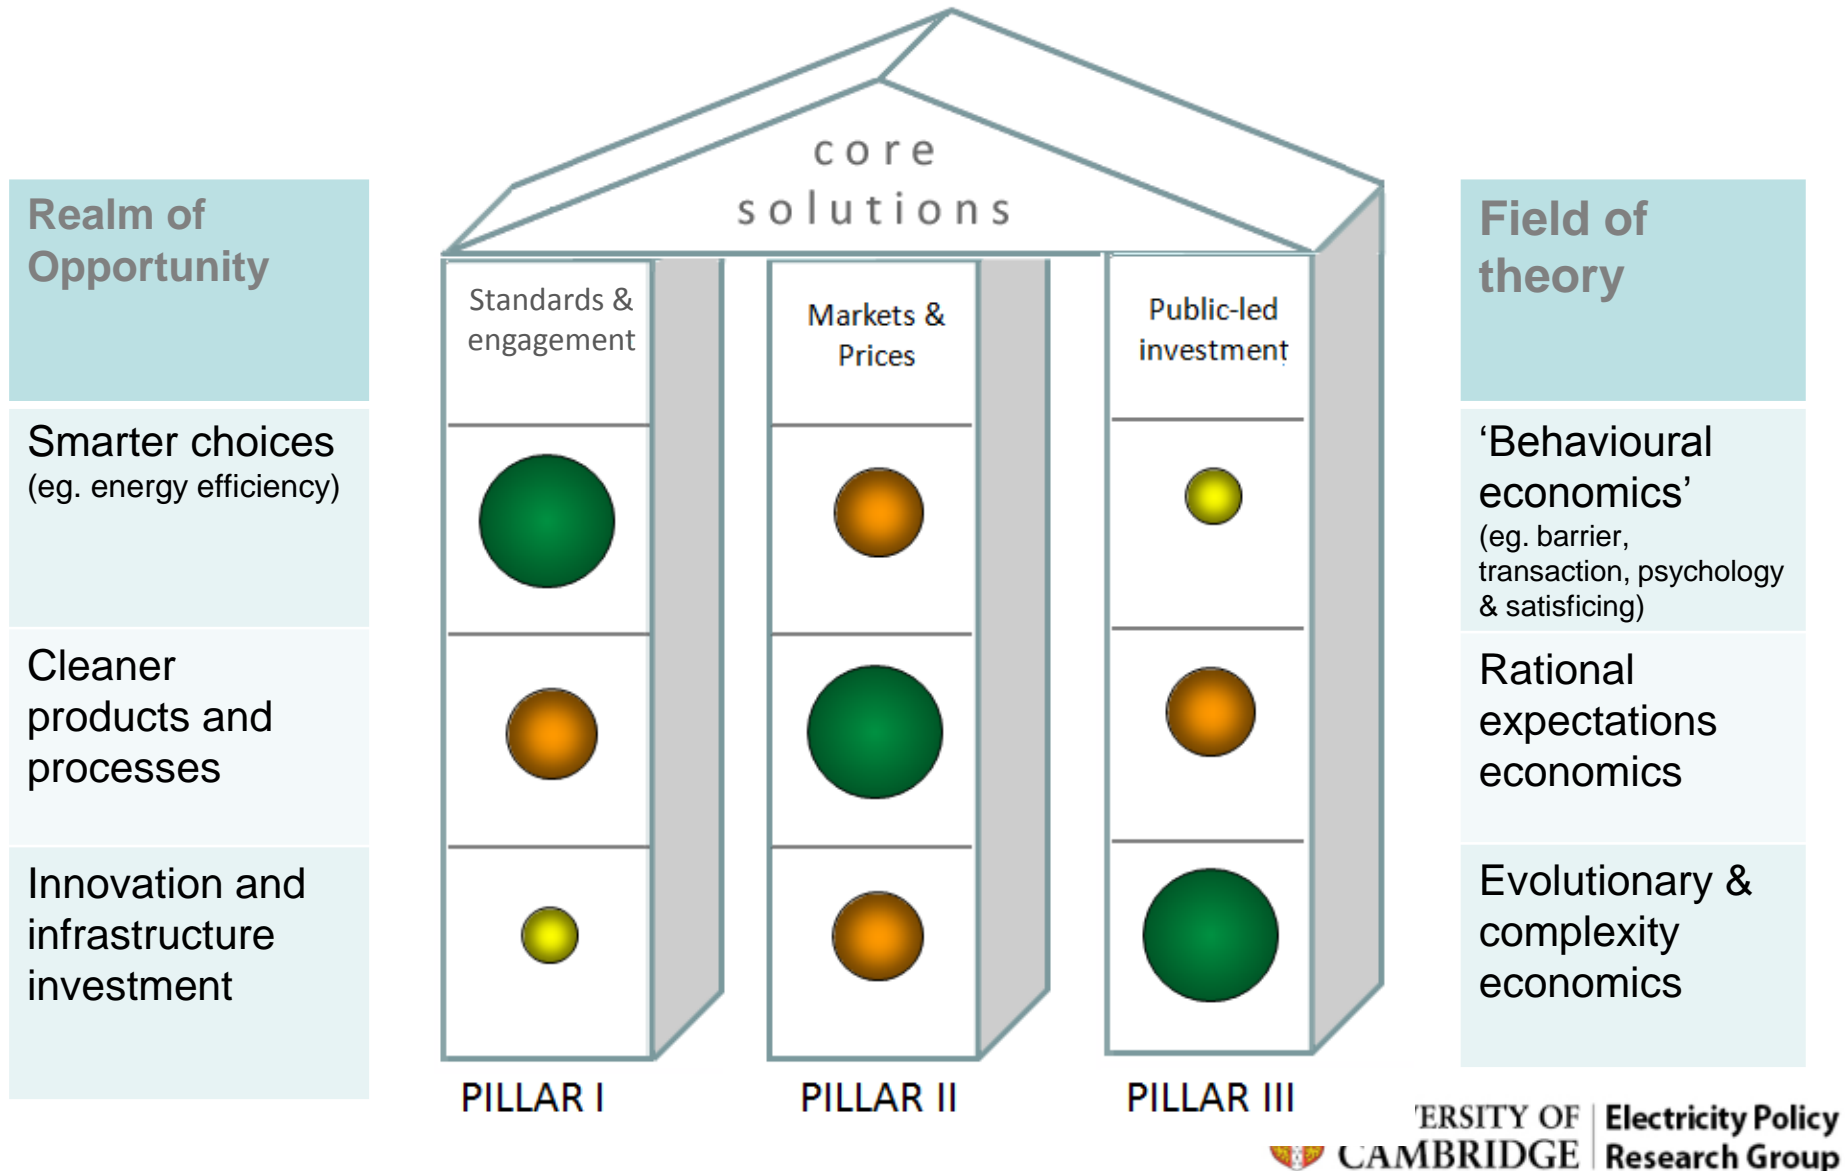 core
solutions
Realm of
Opportunity
Standards &
engagement
Markets &
Prices
Public-led
investment
Field of
theory
Smarter choices
(eg. energy efficiency)
‘Behavioural
economics’
(eg. barrier,
transaction, psychology
& satisficing)
Cleaner
products and
processes
Rational
expectations
economics
Innovation and
infrastructure
investment
Evolutionary &
complexity
economics
PILLAR I
PILLAR II
PILLAR III
ERSITY OF
CAMBRIDGE
Electricity Policy
Research Group